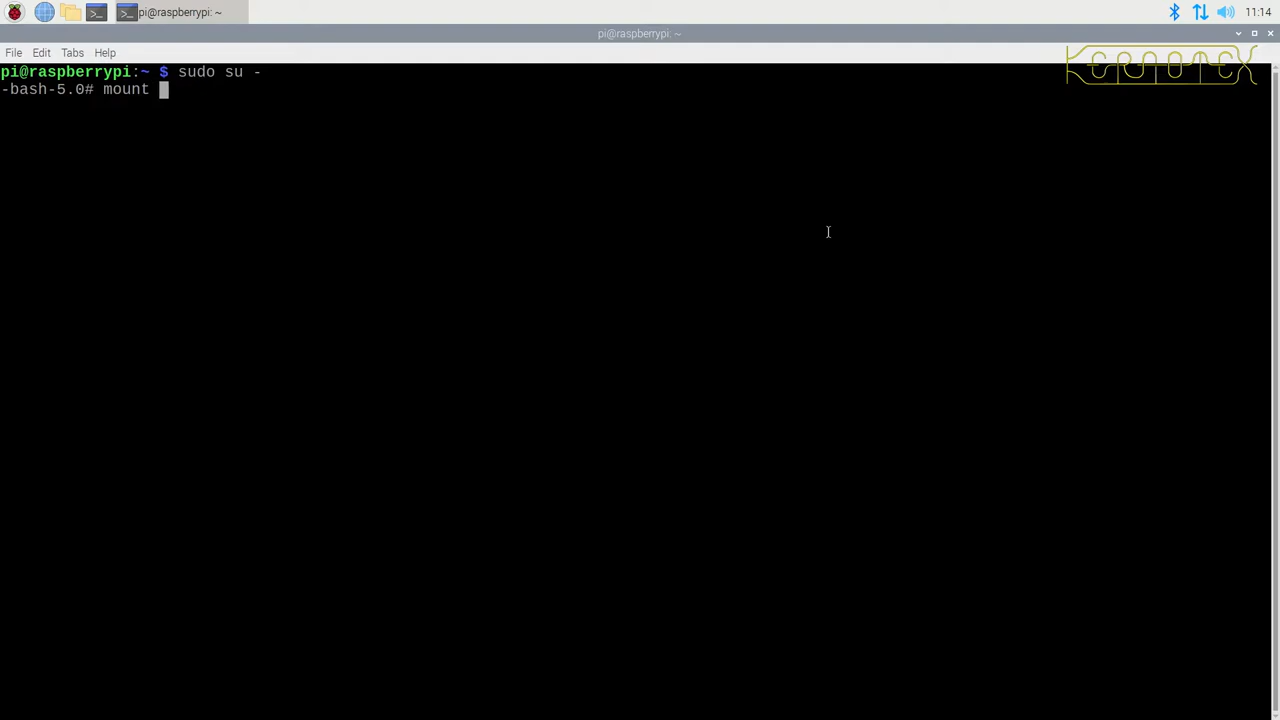 pi@raspberrypi: ~
11:14
pi@raspberrypi: ~
File Edit Tabs Help
pi@raspberrypi:~ $ sudo su -
-bash-5.0# mount